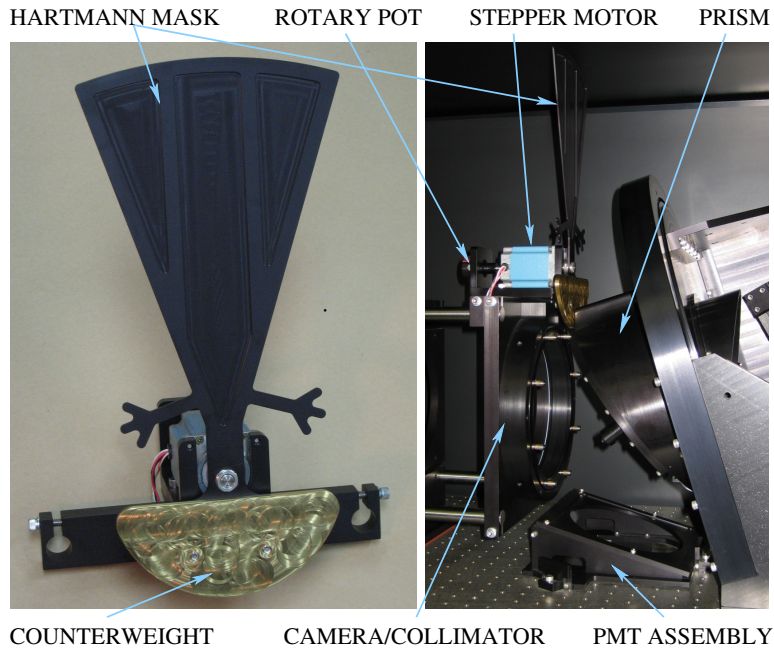 HARTMANN MASK ROTARY POT STEPPER MOTOR PRISM
COUNTERWEIGHT CAMERA/COLLIMATOR PMT ASSEMBLY